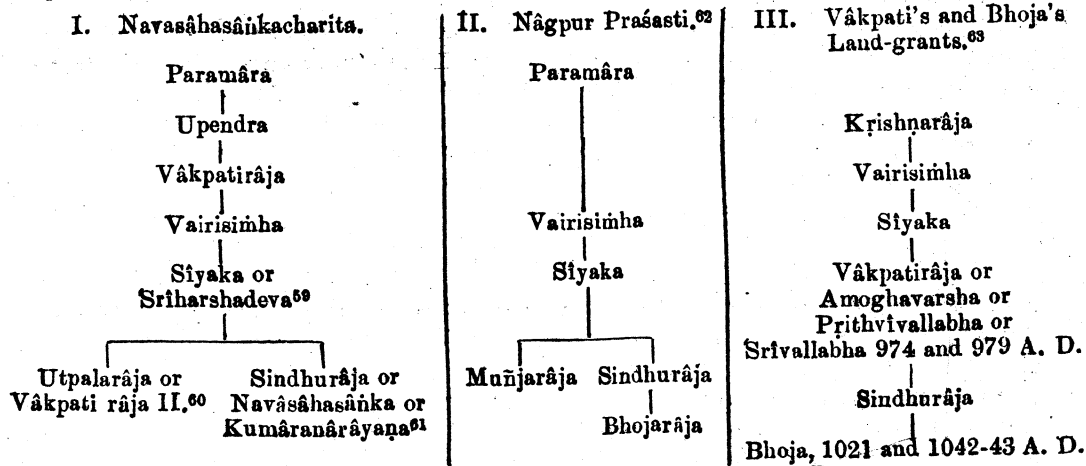 I. Navasâhasâṅkacharita.
Paramâra
Upendra
Vâkpatirâja
Vairisiṁha
Sîyaka or
Srîharshadeva⁵⁹
Utpalarâja or
Vâkpati râja II.⁶⁰
Sindhurâja or
Navâsâhasâṅka or
Kumâranârâyaṇa⁶¹
II. Nâgpur Praśasti.⁶²
Paramâra
Vairisiṁha
Sîyaka
Muñjarâja Sindhurâja
Bhojarâja
III. Vâkpati's and Bhoja's
Land-grants.⁶³
Kṛishṇarâja
Vairisiṁha
Sîyaka
Vâkpatirâja or
Amoghavarsha or
Pṛithvîvallabha or
Srîvallabha 974 and 979 A. D.
Sindhurâja
Bhoja, 1021 and 1042-43 A. D.